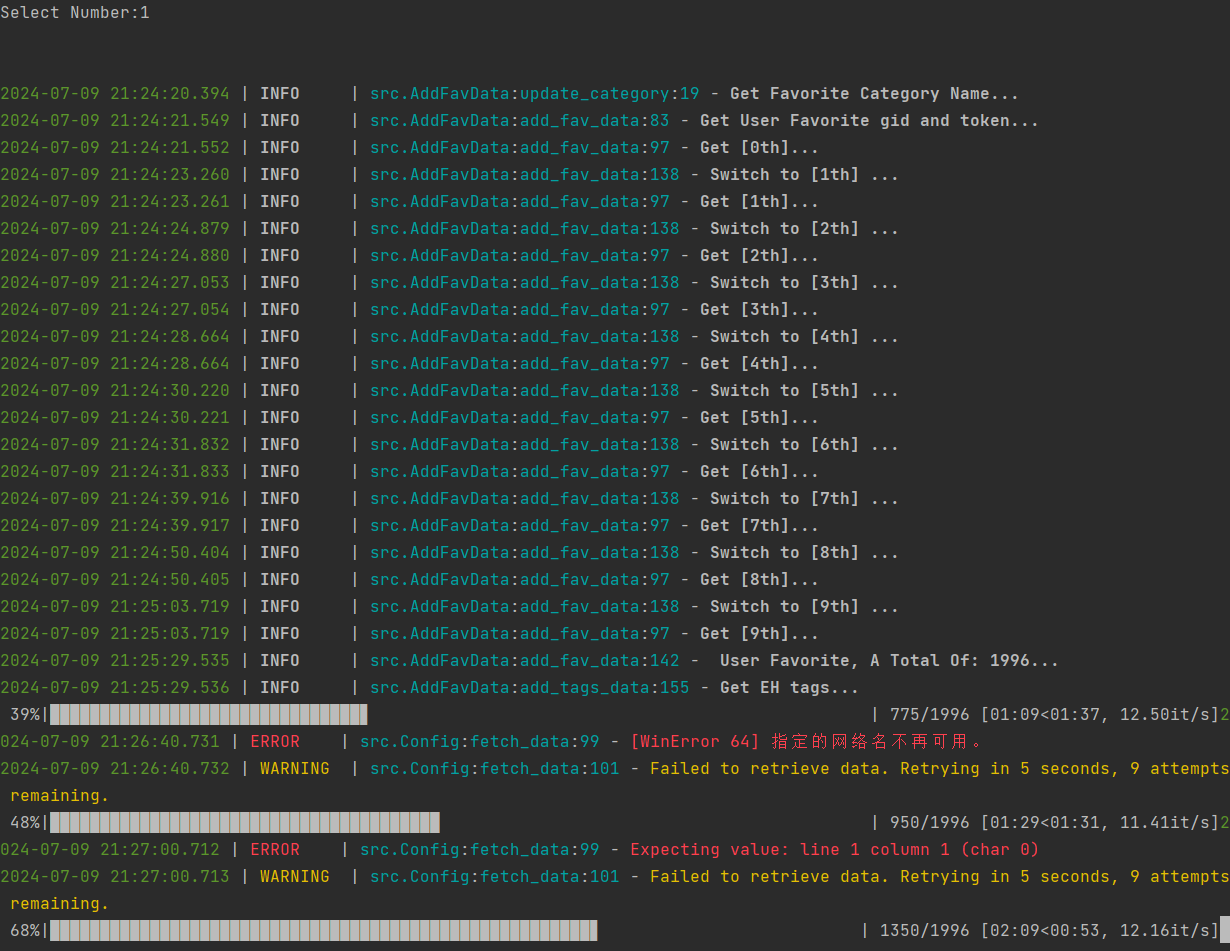 Select Number:1
2024-07-09 21:24:20.394 | INFO     | src.AddFavData:update_category:19 - Get Favorite Category Name...
2024-07-09 21:24:21.549 | INFO     | src.AddFavData:add_fav_data:83 - Get User Favorite gid and token...
2024-07-09 21:24:21.552 | INFO     | src.AddFavData:add_fav_data:97 - Get [0th]...
2024-07-09 21:24:23.260 | INFO     | src.AddFavData:add_fav_data:138 - Switch to [1th] ...
2024-07-09 21:24:23.261 | INFO     | src.AddFavData:add_fav_data:97 - Get [1th]...
2024-07-09 21:24:24.879 | INFO     | src.AddFavData:add_fav_data:138 - Switch to [2th] ...
2024-07-09 21:24:24.880 | INFO     | src.AddFavData:add_fav_data:97 - Get [2th]...
2024-07-09 21:24:27.053 | INFO     | src.AddFavData:add_fav_data:138 - Switch to [3th] ...
2024-07-09 21:24:27.054 | INFO     | src.AddFavData:add_fav_data:97 - Get [3th]...
2024-07-09 21:24:28.664 | INFO     | src.AddFavData:add_fav_data:138 - Switch to [4th] ...
2024-07-09 21:24:28.664 | INFO     | src.AddFavData:add_fav_data:97 - Get [4th]...
2024-07-09 21:24:30.220 | INFO     | src.AddFavData:add_fav_data:138 - Switch to [5th] ...
2024-07-09 21:24:30.221 | INFO     | src.AddFavData:add_fav_data:97 - Get [5th]...
2024-07-09 21:24:31.832 | INFO     | src.AddFavData:add_fav_data:138 - Switch to [6th] ...
2024-07-09 21:24:31.833 | INFO     | src.AddFavData:add_fav_data:97 - Get [6th]...
2024-07-09 21:24:39.916 | INFO     | src.AddFavData:add_fav_data:138 - Switch to [7th] ...
2024-07-09 21:24:39.917 | INFO     | src.AddFavData:add_fav_data:97 - Get [7th]...
2024-07-09 21:24:50.404 | INFO     | src.AddFavData:add_fav_data:138 - Switch to [8th] ...
2024-07-09 21:24:50.405 | INFO     | src.AddFavData:add_fav_data:97 - Get [8th]...
2024-07-09 21:25:03.719 | INFO     | src.AddFavData:add_fav_data:138 - Switch to [9th] ...
2024-07-09 21:25:03.719 | INFO     | src.AddFavData:add_fav_data:97 - Get [9th]...
2024-07-09 21:25:29.535 | INFO     | src.AddFavData:add_fav_data:142 -  User Favorite, A Total Of: 1996...
2024-07-09 21:25:29.536 | INFO     | src.AddFavData:add_tags_data:155 - Get EH tags...
39%| | 775/1996 [01:09<01:37, 12.50it/s]2
024-07-09 21:26:40.731 | ERROR    | src.Config:fetch_data:99 - [WinError 64] 指定的网络名不再可用。
2024-07-09 21:26:40.732 | WARNING  | src.Config:fetch_data:101 - Failed to retrieve data. Retrying in 5 seconds, 9 attempts
remaining.
48%| | 950/1996 [01:29<01:31, 11.41it/s]2
024-07-09 21:27:00.712 | ERROR    | src.Config:fetch_data:99 - Expecting value: line 1 column 1 (char 0)
2024-07-09 21:27:00.713 | WARNING  | src.Config:fetch_data:101 - Failed to retrieve data. Retrying in 5 seconds, 9 attempts
remaining.
68%| | 1350/1996 [02:09<00:53, 12.16it/s]